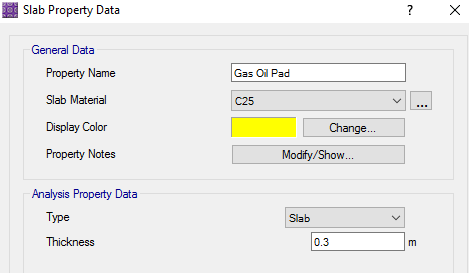 Slab Property Data
? ×
General Data
Property Name Gas Oil Pad
Slab Material C25 ...
Display Color Change...
Property Notes Modify/Show...
Analysis Property Data
Type Slab
Thickness 0.3 m